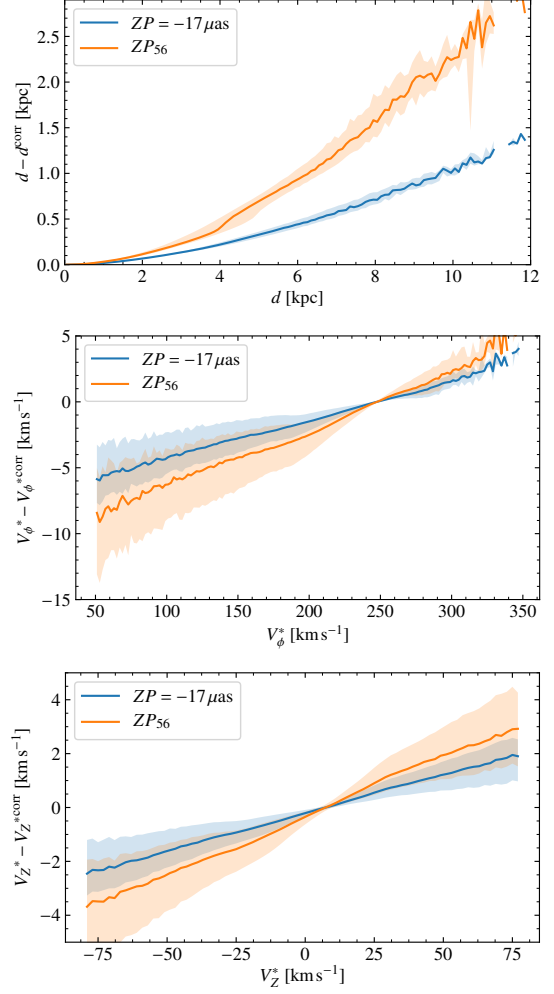 2.5
2.0
1.5
1.0
0.5
0.0
d − d^corr [kpc]
ZP = −17 μas
ZP₅₆
0 2 4 6 8 10 12
d [kpc]
5
0
−5
−10
−15
V_ϕ^* − V_ϕ^*corr [km s⁻¹]
ZP = −17 μas
ZP₅₆
50 100 150 200 250 300 350
V_ϕ^* [km s⁻¹]
4
2
0
−2
−4
V_Z^* − V_Z^*corr [km s⁻¹]
ZP = −17 μas
ZP₅₆
−75 −50 −25 0 25 50 75
V_Z^* [km s⁻¹]